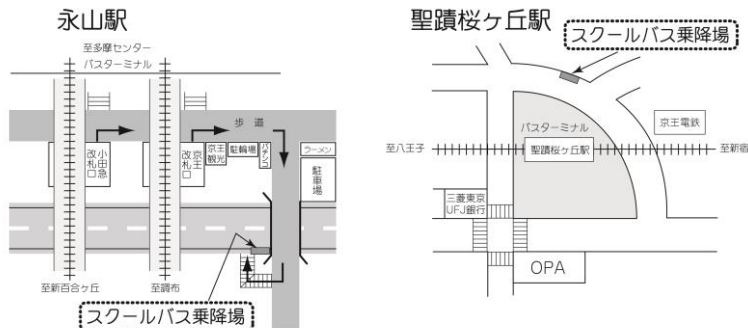 永山駅
至多摩センター
バスターミナル
歩道
小田急
改札口
京王
改札口
京王
観光
駐輪場
パチンコ
ラーメン
駐車場
至新百合ヶ丘
至調布
スクールバス乗降場
聖蹟桜ヶ丘駅
スクールバス乗降場
バスターミナル
京王電鉄
至八王子
聖蹟桜ヶ丘駅
至新宿
三菱東京
UFJ銀行
OPA